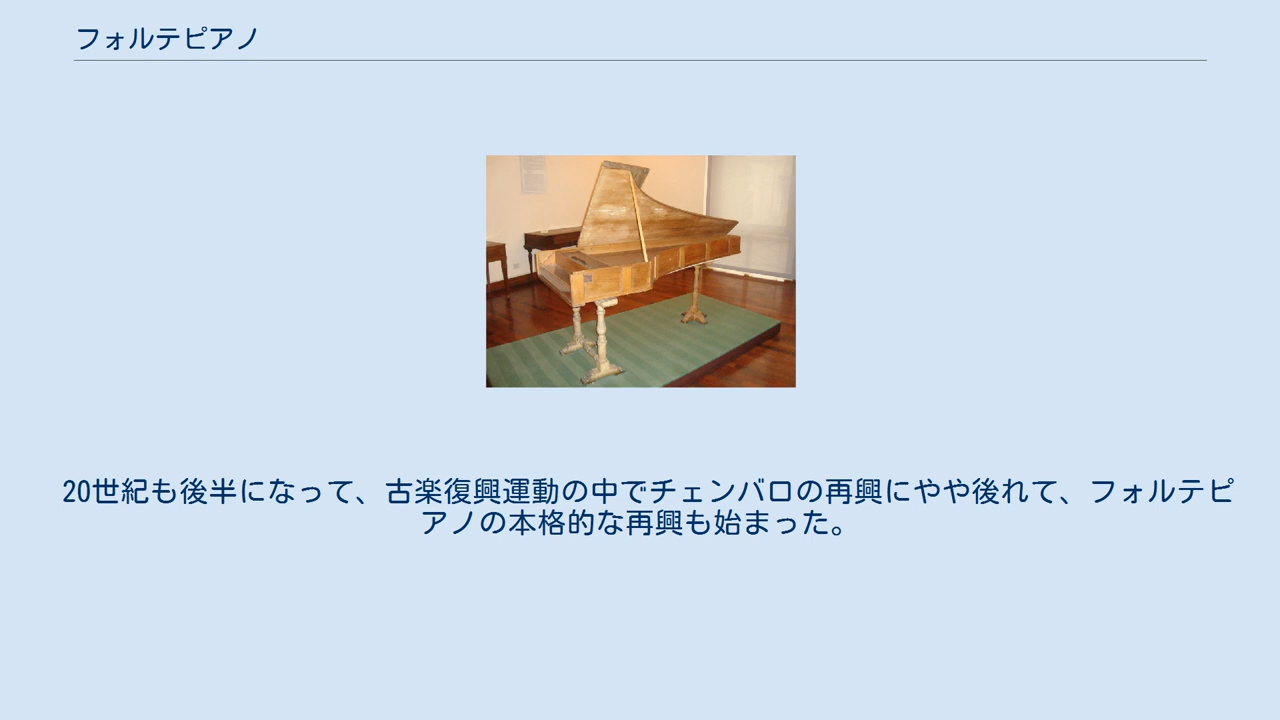 フォルテピアノ
20世紀も後半になって、古楽復興運動の中でチェンバロの再興にやや後れて、フォルテピ
アノの本格的な再興も始まった。